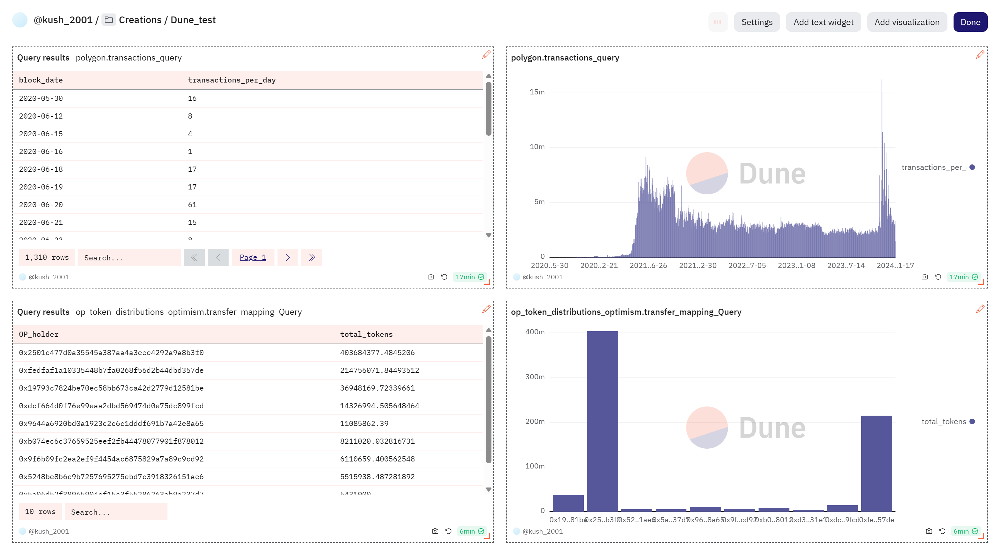 @kush_2001 / Creations / Dune_test
Settings
Add text widget
Add visualization
Done
Query results polygon.transactions_query
block_date transactions_per_day
2020-05-30 16
2020-06-12 8
2020-06-15 4
2020-06-16 1
2020-06-18 17
2020-06-19 17
2020-06-20 61
2020-06-21 15
2020-06-23 8
1,310 rows Search... Page 1
@kush_2001 17min
polygon.transactions_query
15m
10m
5m
0
Dune
transactions_per_
2020..5-30 2020..2-21 2021..6-26 2021..2-30 2022..7-05 2023..1-08 2023..7-14 2024..1-17
@kush_2001 17min
Query results op_token_distributions_optimism.transfer_mapping_Query
OP_holder total_tokens
0x2501c477d0a35545a387aa4a3eee4292a9a8b3f0 403684377.4845206
0xfedfaf1a10335448b7fa0268f56d2b44dbd357de 214756071.84493512
0x19793c7824be70ec58bb673ca42d2779d12581be 36948169.72339661
0xdcf664d0f76e99eaa2dbd569474d0e75dc899fcd 14326994.505648464
0x9644a6920bd0a1923c2c6c1dddf691b7a42e8a65 11085862.39
0xb074ec6c37659525eef2fb44478077901f878012 8211020.032816731
0x9f6b09fc2ea2ef9f4454ac6875829a7a89c9cd92 6110659.400562548
0x5248be8b6c9b7257695275ebd7c3918326151ae6 5515938.487281892
0x5a06d52f38965904cf15c3f55286263ab9a237d7 5431000
10 rows Search...
@kush_2001 6min
op_token_distributions_optimism.transfer_mapping_Query
400m
300m
200m
100m
0
Dune
total_tokens
0x19..81be 0x25..b3f0 0x52..1ae6 0x5a..37d7 0x96..8a65 0x9f..cd92 0xb0..8012 0xd3..31e1 0xdc..9fcd 0xfe..57de
@kush_2001 6min